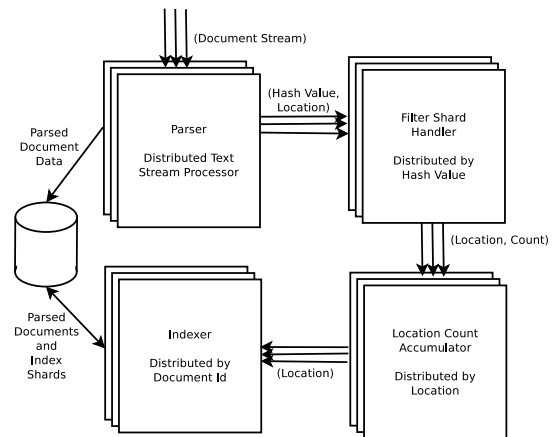 (Document Stream)
Parser
Distributed Text
Stream Processor
(Hash Value,
Location)
Filter Shard
Handler
Distributed by
Hash Value
Parsed
Document
Data
(Location, Count)
Parsed
Documents
and
Index
Shards
Indexer
Distributed by
Document Id
(Location)
Location Count
Accumulator
Distributed by
Location